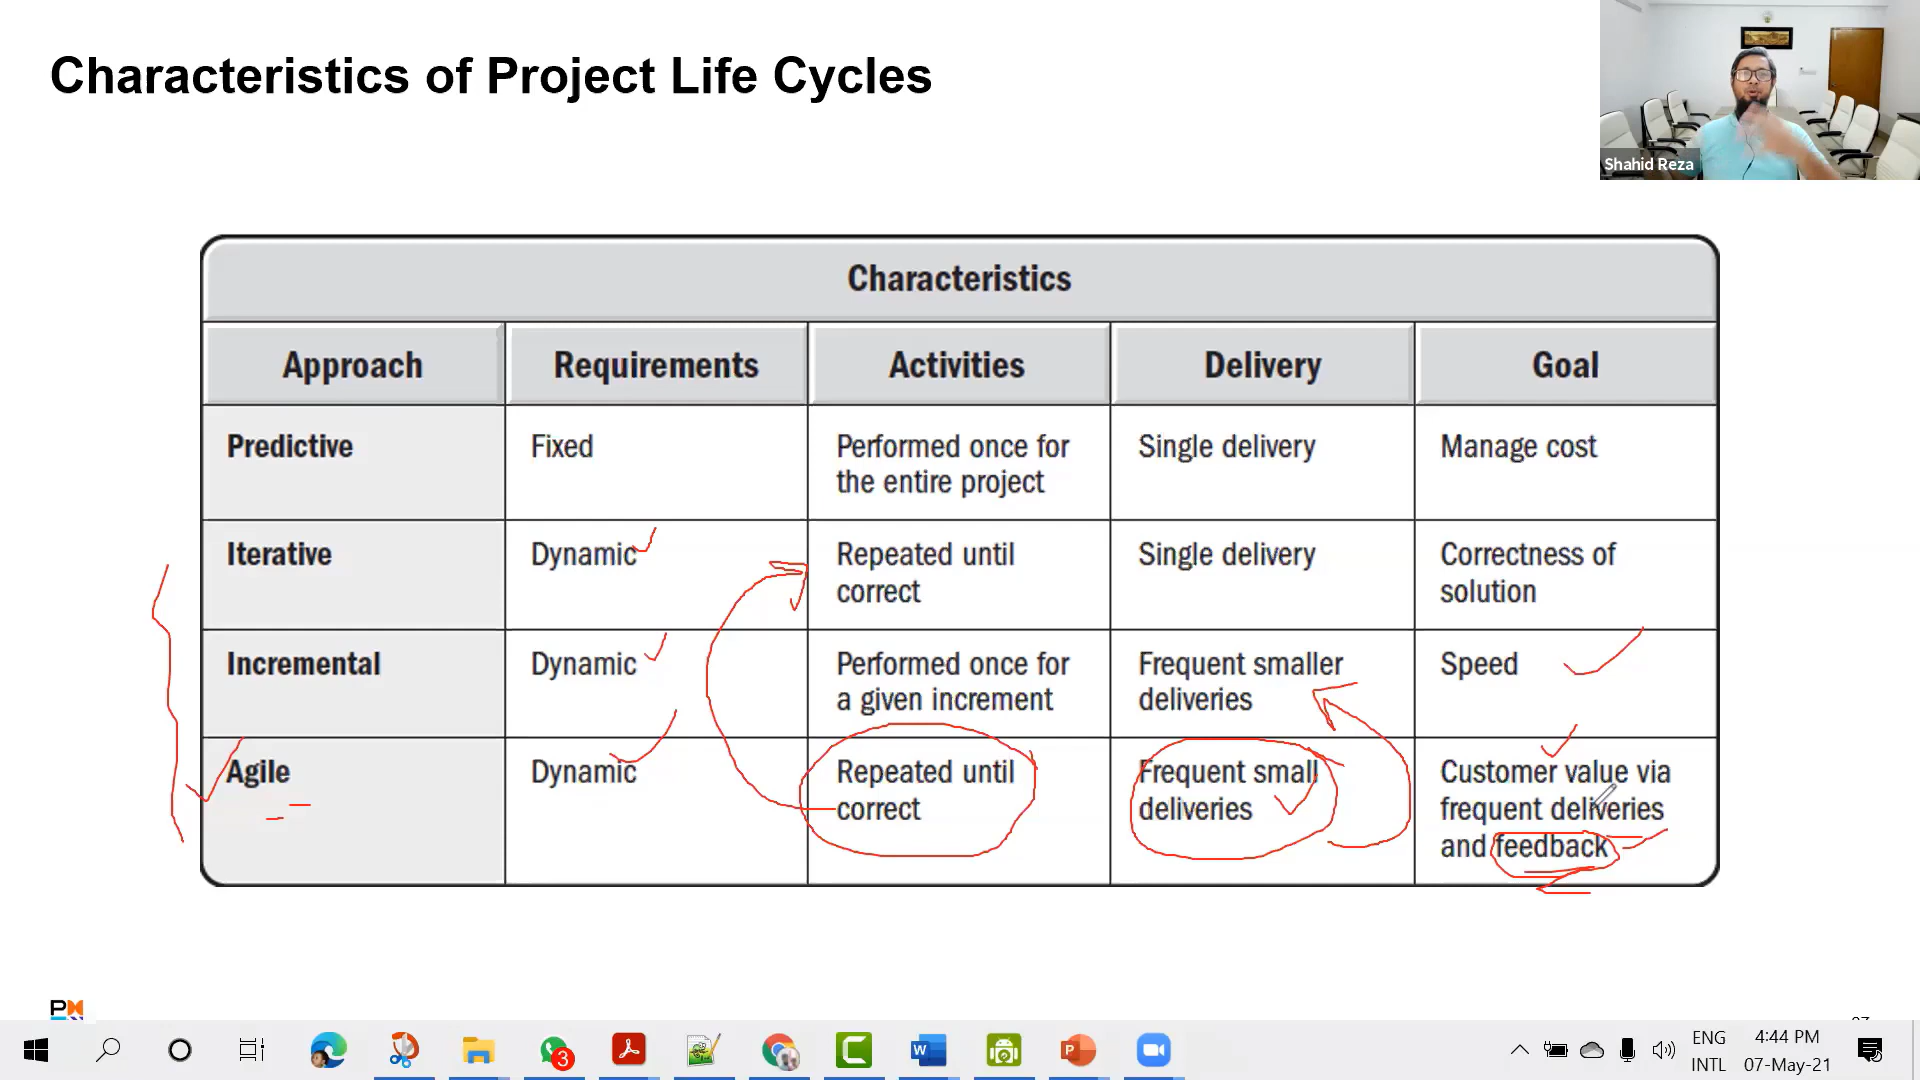 Characteristics of Project Life Cycles
Shahid Reza
Characteristics
Approach Requirements Activities Delivery Goal
Predictive Fixed Performed once for Single delivery Manage cost
the entire project
Iterative Dynamic Repeated until Single delivery Correctness of
correct solution
Incremental Dynamic Performed once for Frequent smaller Speed
a given increment deliveries
Agile Dynamic Repeated until Frequent small Customer value via
correct deliveries frequent deliveries
and feedback
PM
3
W
P
ENG 4:44 PM
INTL 07-May-21